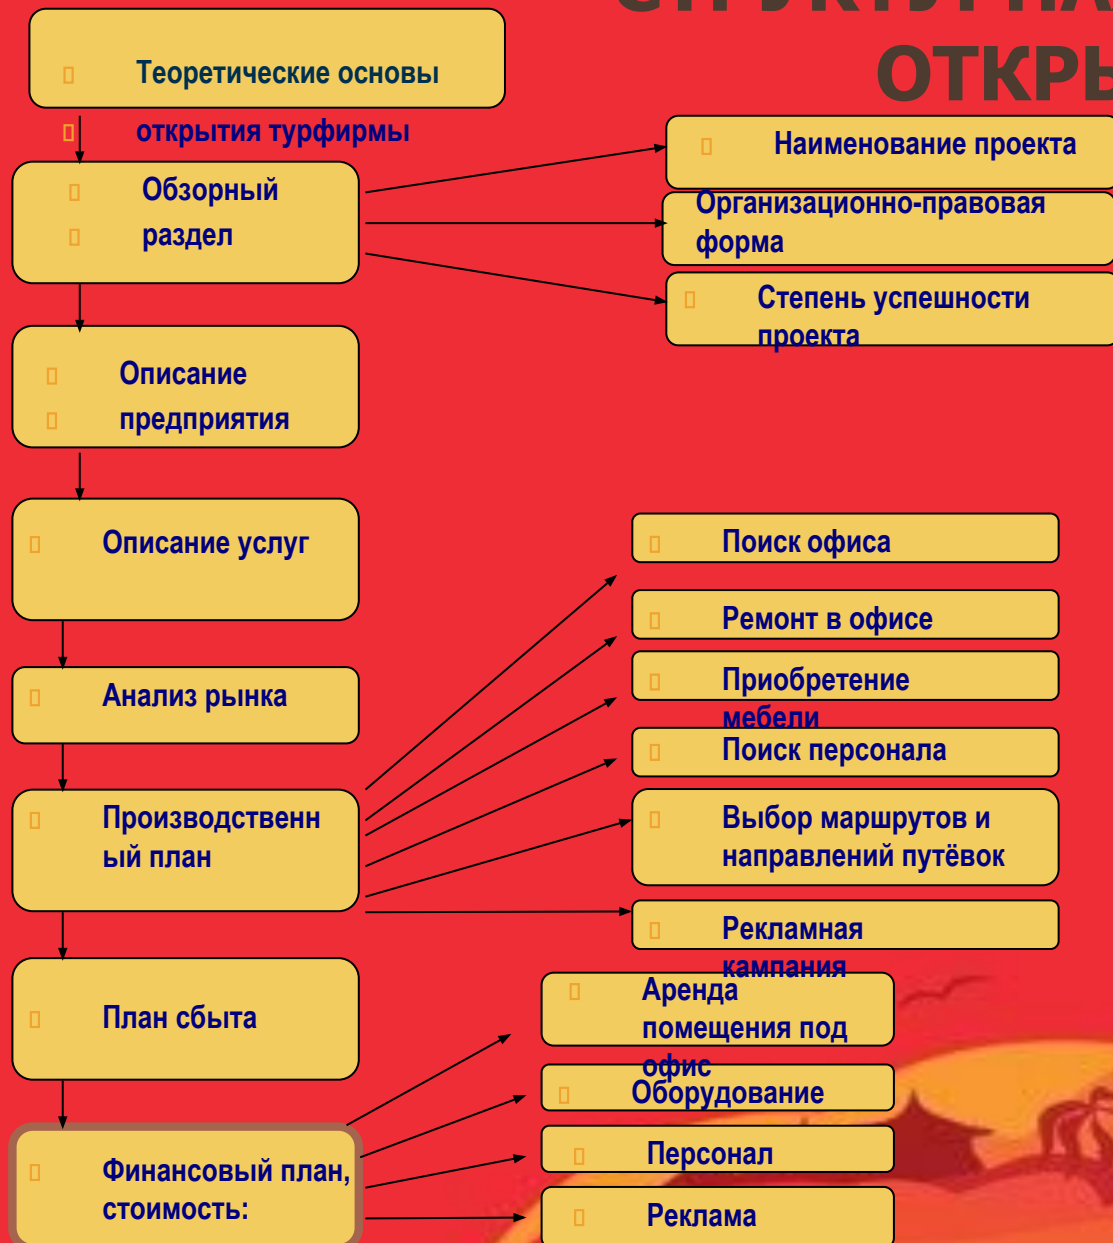 ОТКРЫ
Теоретические основы
открытия турфирмы
Обзорный
раздел
Наименование проекта
Организационно-правовая
форма
Степень успешности
проекта
Описание
предприятия
Описание услуг
Анализ рынка
Производственн
ый план
Поиск офиса
Ремонт в офисе
Приобретение
мебели
Поиск персонала
Выбор маршрутов и
направлений путёвок
Рекламная
кампания
План сбыта
Финансовый план,
стоимость:
Аренда
помещения под
офис
Оборудование
Персонал
Реклама